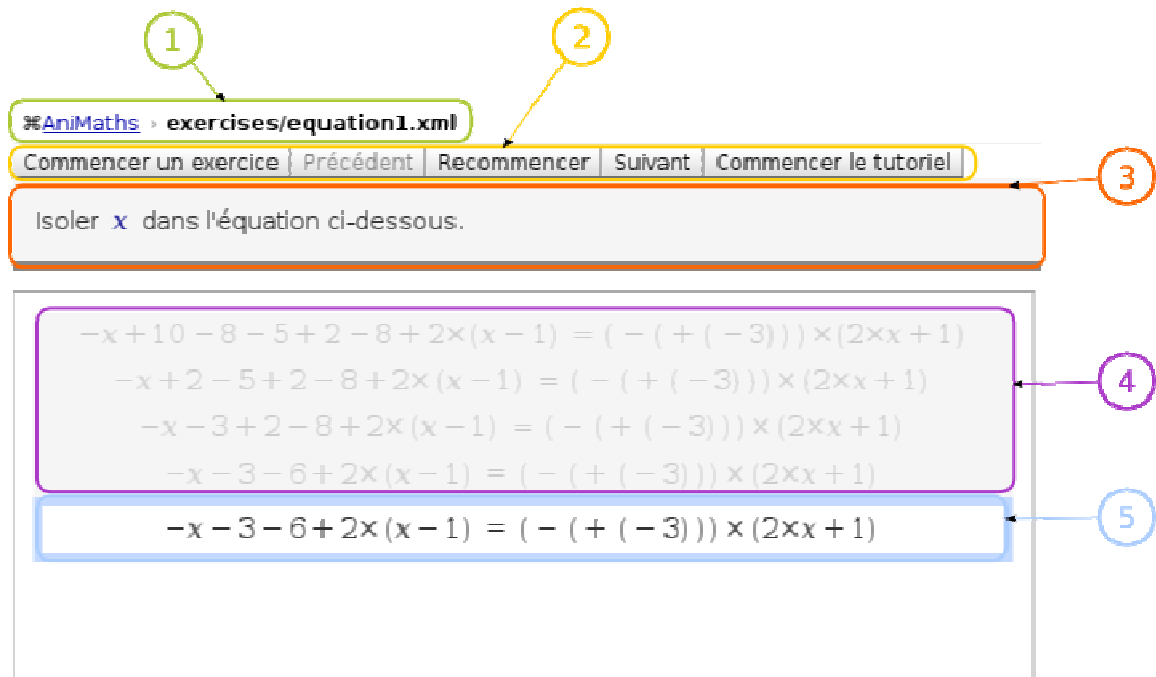 1
2
⌘AniMaths › exercises/equation1.xml
Commencer un exercice Précédent Recommencer Suivant Commencer le tutoriel
3
Isoler x dans l'équation ci-dessous.
−x + 10 − 8 − 5 + 2 − 8 + 2×(x − 1) = ( − ( + ( − 3) ) ) ×(2×x + 1)
−x + 2 − 5 + 2 − 8 + 2×(x − 1) = ( − ( + ( − 3) ) ) ×(2×x + 1)
4
−x − 3 + 2 − 8 + 2×(x − 1) = ( − ( + ( − 3) ) ) ×(2×x + 1)
−x − 3 − 6 + 2×(x − 1) = ( − ( + ( − 3) ) ) ×(2×x + 1)
−x − 3 − 6 + 2×(x − 1) = ( − ( + ( − 3) ) ) ×(2×x + 1)
5